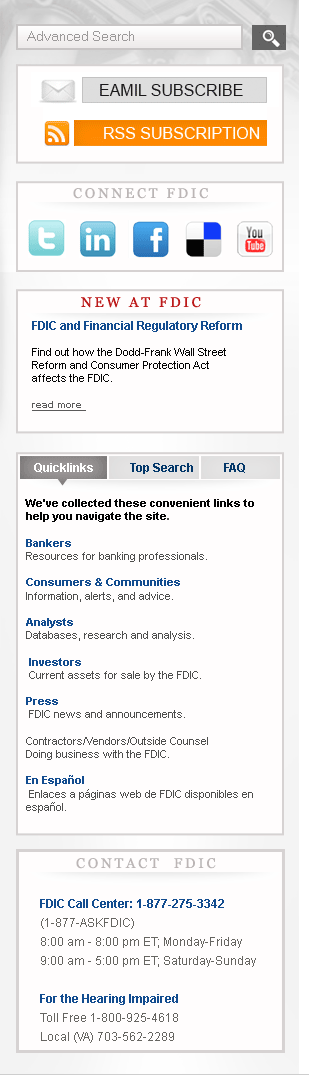 Advanced Search
EAMIL SUBSCRIBE
RSS SUBSCRIPTION
CONNECT FDIC
t
in
f
You
Tube
NEW AT FDIC
FDIC and Financial Regulatory Reform
Find out how the Dodd-Frank Wall Street
Reform and Consumer Protection Act
affects the FDIC.
read more
Quicklinks Top Search FAQ
We've collected these convenient links to
help you navigate the site.
Bankers
Resources for banking professionals.
Consumers & Communities
Information, alerts, and advice.
Analysts
Databases, research and analysis.
Investors
Current assets for sale by the FDIC.
Press
FDIC news and announcements.
Contractors/Vendors/Outside Counsel
Doing business with the FDIC.
En Español
Enlaces a páginas web de FDIC disponibles en
español.
CONTACT FDIC
FDIC Call Center: 1-877-275-3342
(1-877-ASKFDIC)
8:00 am - 8:00 pm ET; Monday-Friday
9:00 am - 5:00 pm ET; Saturday-Sunday
For the Hearing Impaired
Toll Free 1-800-925-4618
Local (VA) 703-562-2289